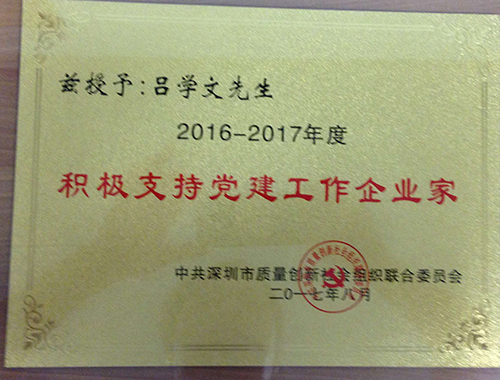 兹授予:吕学文先生
2016-2017年度
积极支持党建工作企业家
中共深圳市质量创新社会组织联合委员会
二〇一七年八月